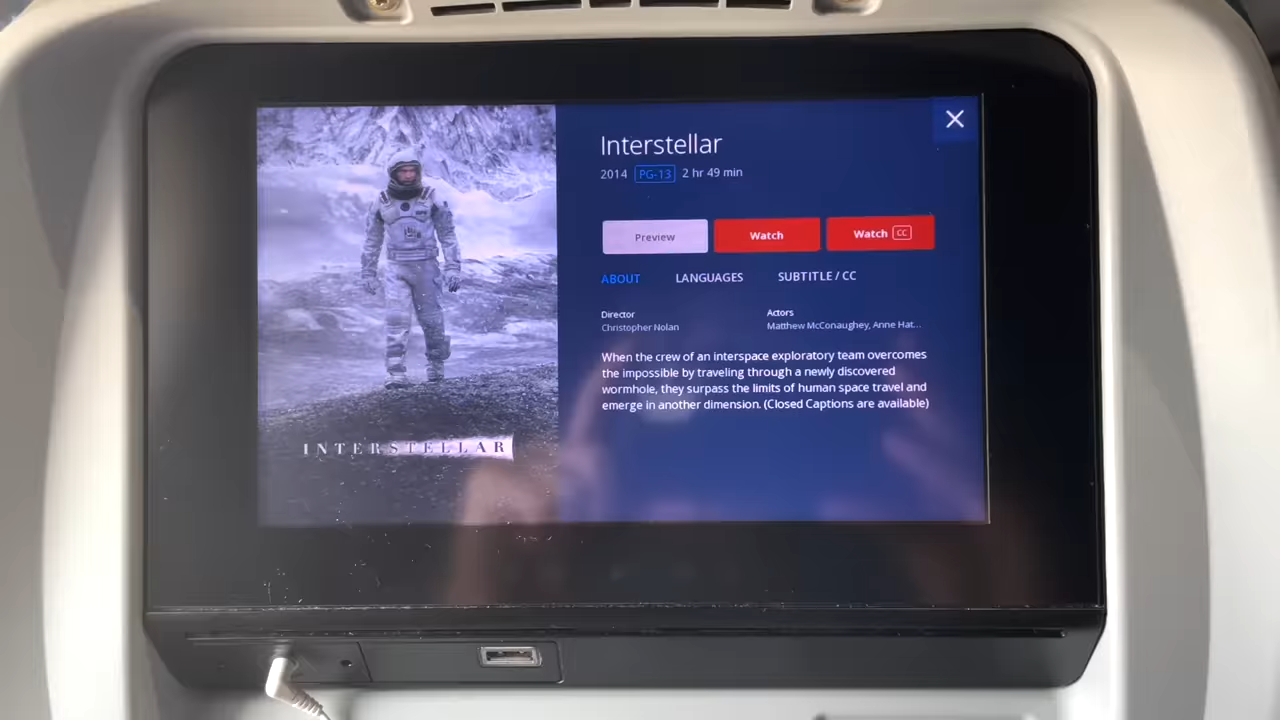 Interstellar
2014 PG-13 2 hr 49 min
Preview Watch Watch CC
ABOUT LANGUAGES SUBTITLE / CC
Director
Christopher Nolan
Actors
Matthew McConaughey, Anne Hat...
When the crew of an interspace exploratory team overcomes
the impossible by traveling through a newly discovered
wormhole, they surpass the limits of human space travel and
emerge in another dimension. (Closed Captions are available)
INTERSTELLAR